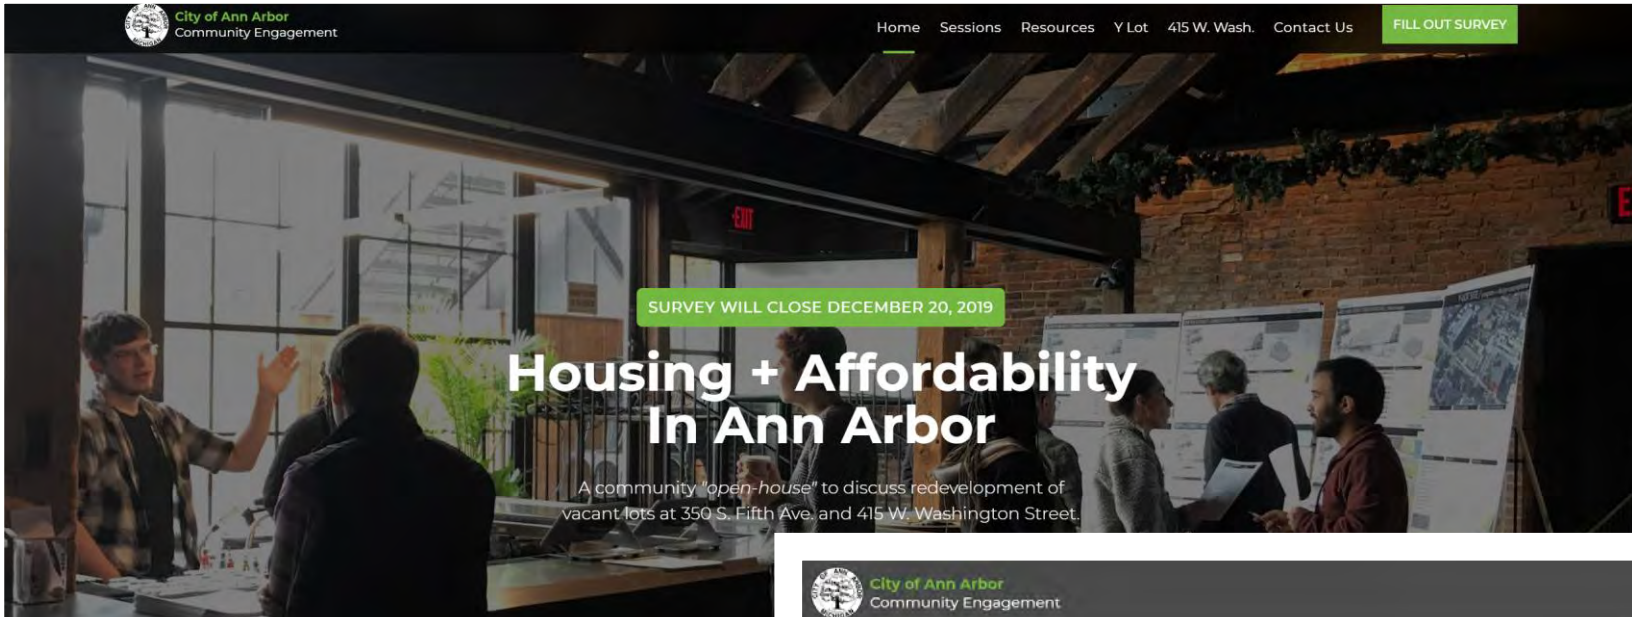 City of Ann Arbor
Community Engagement
Home Sessions Resources Y Lot 415 W. Wash. Contact Us FILL OUT SURVEY
EXIT
E
SURVEY WILL CLOSE DECEMBER 20, 2019
Housing + Affordability
In Ann Arbor
A community "open-house" to discuss redevelopment of
vacant lots at 350 S. Fifth Ave. and 415 W. Washington Street.
City of Ann Arbor
Community Engagement